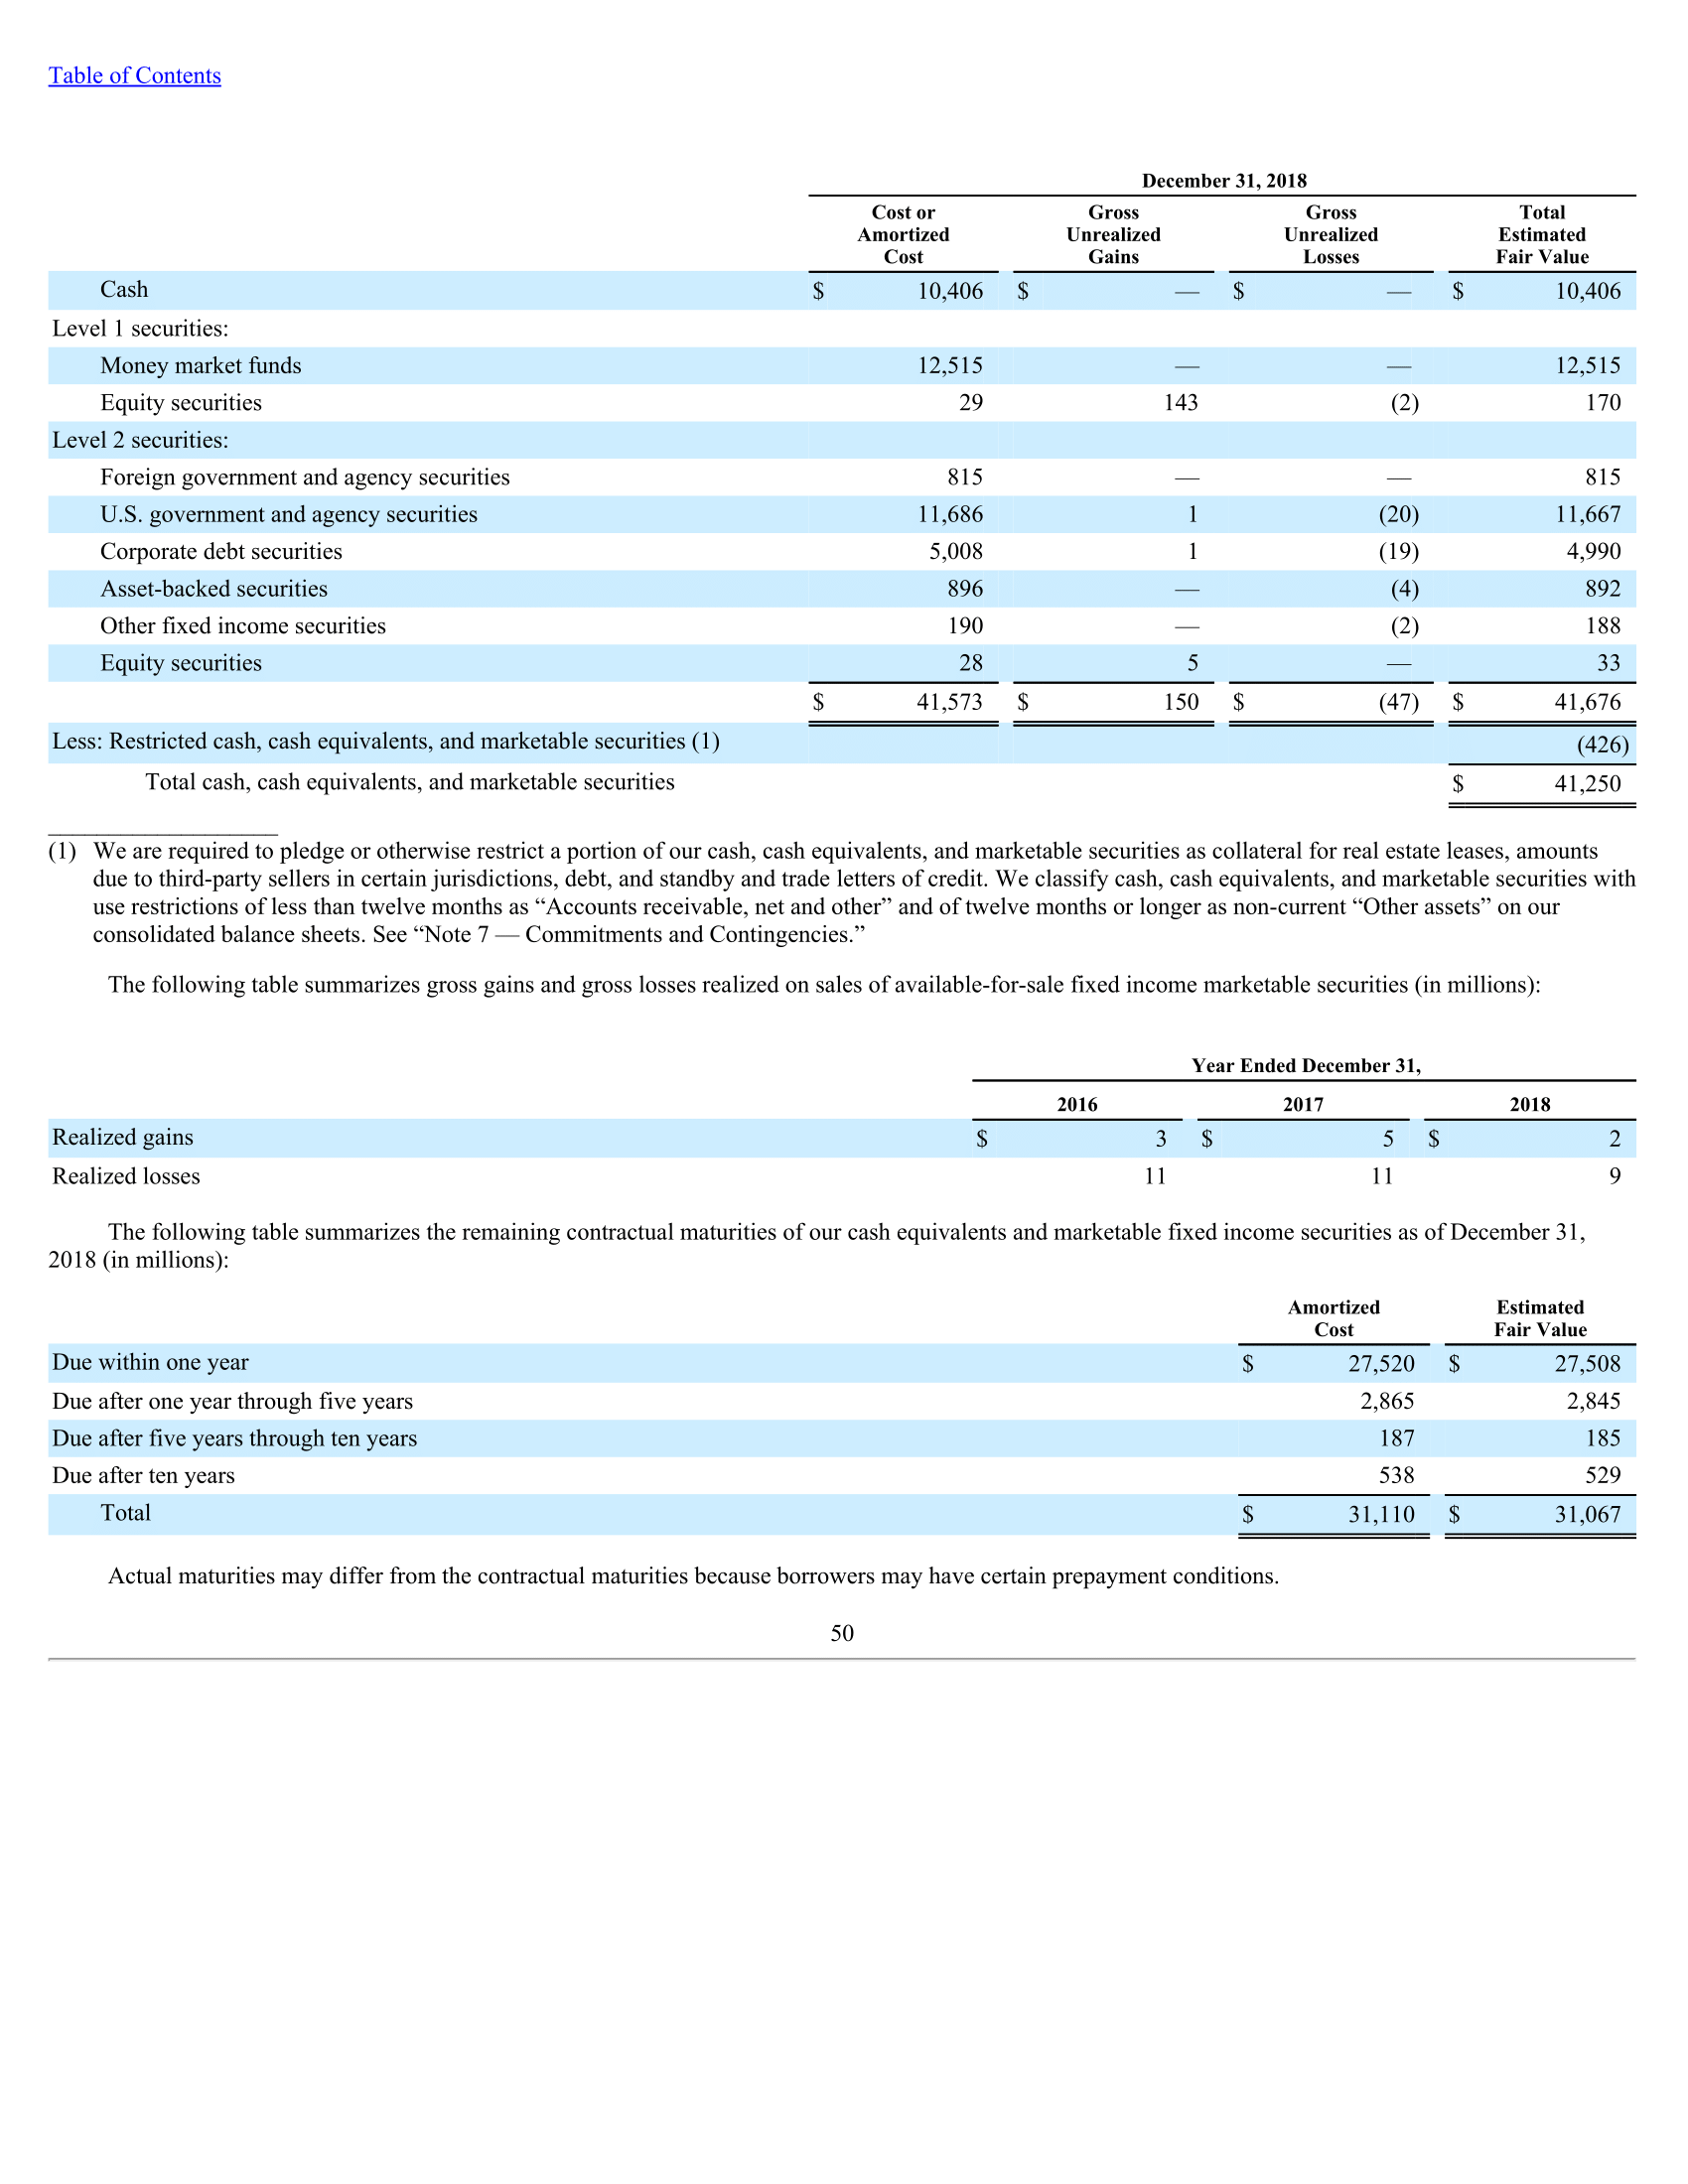 Table of Contents
December 31, 2018
Cost or Amortized Cost Gross Unrealized Gains Gross Unrealized Losses Total Estimated Fair Value
Cash $ 10,406 $ — $ — $ 10,406
Level 1 securities:
Money market funds 12,515 — — 12,515
Equity securities 29 143 (2) 170
Level 2 securities:
Foreign government and agency securities 815 — — 815
U.S. government and agency securities 11,686 1 (20) 11,667
Corporate debt securities 5,008 1 (19) 4,990
Asset-backed securities 896 — (4) 892
Other fixed income securities 190 — (2) 188
Equity securities 28 5 — 33
$ 41,573 $ 150 $ (47) $ 41,676
Less: Restricted cash, cash equivalents, and marketable securities (1) (426)
Total cash, cash equivalents, and marketable securities $ 41,250
(1) We are required to pledge or otherwise restrict a portion of our cash, cash equivalents, and marketable securities as collateral for real estate leases, amounts
due to third-party sellers in certain jurisdictions, debt, and standby and trade letters of credit. We classify cash, cash equivalents, and marketable securities with
use restrictions of less than twelve months as “Accounts receivable, net and other” and of twelve months or longer as non-current “Other assets” on our
consolidated balance sheets. See “Note 7 — Commitments and Contingencies.”
The following table summarizes gross gains and gross losses realized on sales of available-for-sale fixed income marketable securities (in millions):
Year Ended December 31,
2016 2017 2018
Realized gains $ 3 $ 5 $ 2
Realized losses 11 11 9
The following table summarizes the remaining contractual maturities of our cash equivalents and marketable fixed income securities as of December 31,
2018 (in millions):
Amortized Cost Estimated Fair Value
Due within one year $ 27,520 $ 27,508
Due after one year through five years 2,865 2,845
Due after five years through ten years 187 185
Due after ten years 538 529
Total $ 31,110 $ 31,067
Actual maturities may differ from the contractual maturities because borrowers may have certain prepayment conditions.
50